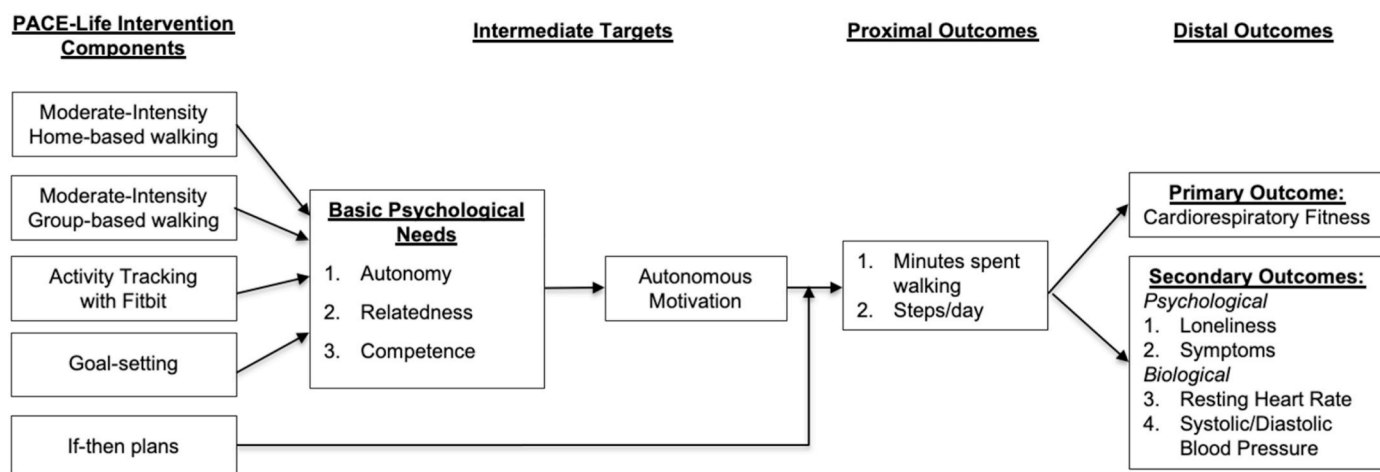 PACE-Life Intervention
Components
Intermediate Targets
Proximal Outcomes
Distal Outcomes
Moderate-Intensity
Home-based walking
Moderate-Intensity
Group-based walking
Activity Tracking
with Fitbit
Goal-setting
If-then plans
Basic Psychological
Needs
1. Autonomy
2. Relatedness
3. Competence
Autonomous
Motivation
1. Minutes spent
walking
2. Steps/day
Primary Outcome:
Cardiorespiratory Fitness
Secondary Outcomes:
Psychological
1. Loneliness
2. Symptoms
Biological
3. Resting Heart Rate
4. Systolic/Diastolic
Blood Pressure